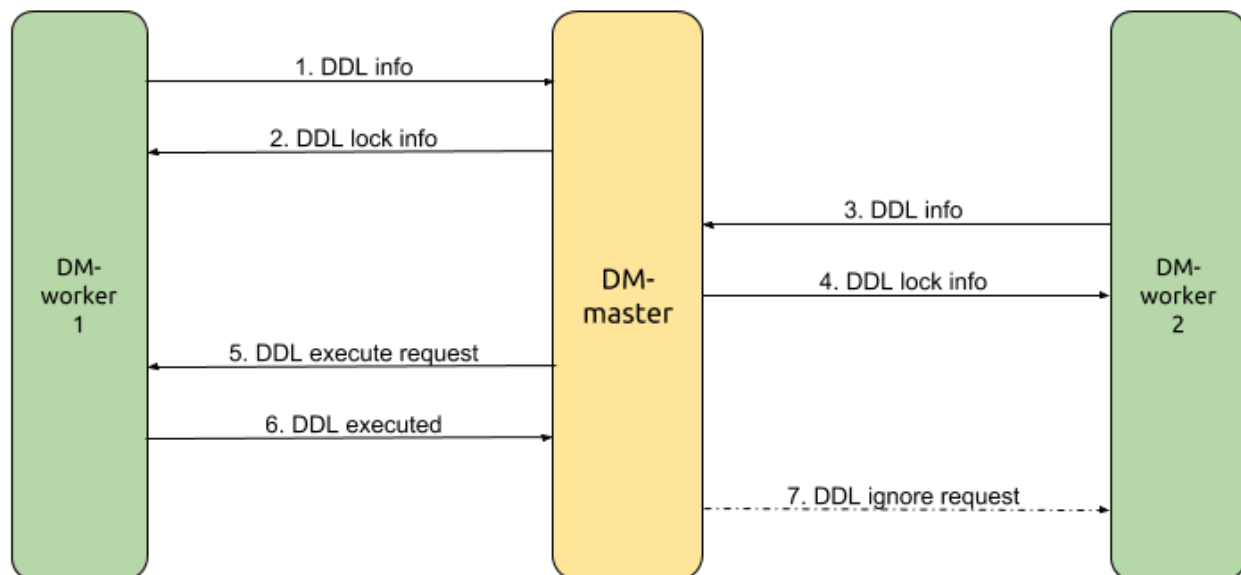 1. DDL info
2. DDL lock info
3. DDL info
DM-
worker
1
DM-
master
DM-
worker
2
4. DDL lock info
5. DDL execute request
6. DDL executed
7. DDL ignore request